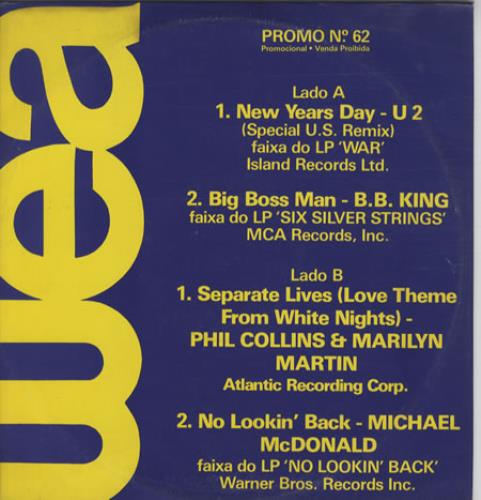 wea
PROMO Nº 62
Promocional • Venda Proibida
Lado A
1. New Years Day - U 2
(Special U.S. Remix)
faixa do LP 'WAR'
Island Records Ltd.
2. Big Boss Man - B.B. KING
faixa do LP 'SIX SILVER STRINGS'
MCA Records, Inc.
Lado B
1. Separate Lives (Love Theme
From White Nights) -
PHIL COLLINS & MARILYN
MARTIN
Atlantic Recording Corp.
2. No Lookin' Back - MICHAEL
McDONALD
faixa do LP 'NO LOOKIN' BACK'
Warner Bros. Records Inc.